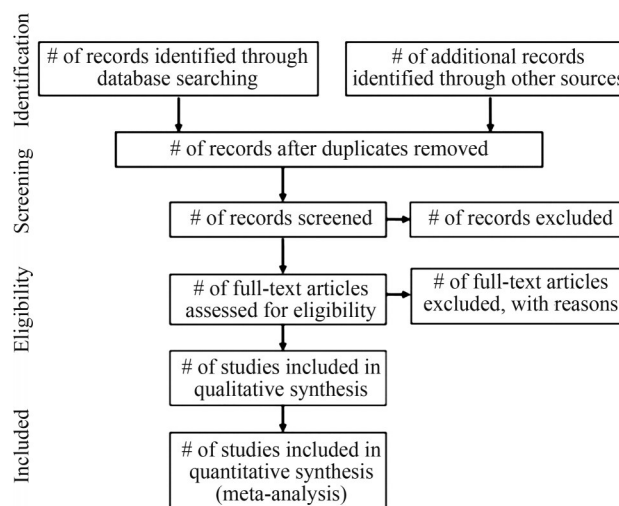 Identification
# of records identified through
database searching
# of additional records
identified through other sources
# of records after duplicates removed
Screening
# of records screened
# of records excluded
Eligibility
# of full-text articles
assessed for eligibility
# of full-text articles
excluded, with reasons
# of studies included in
qualitative synthesis
Included
# of studies included in
quantitative synthesis
(meta-analysis)